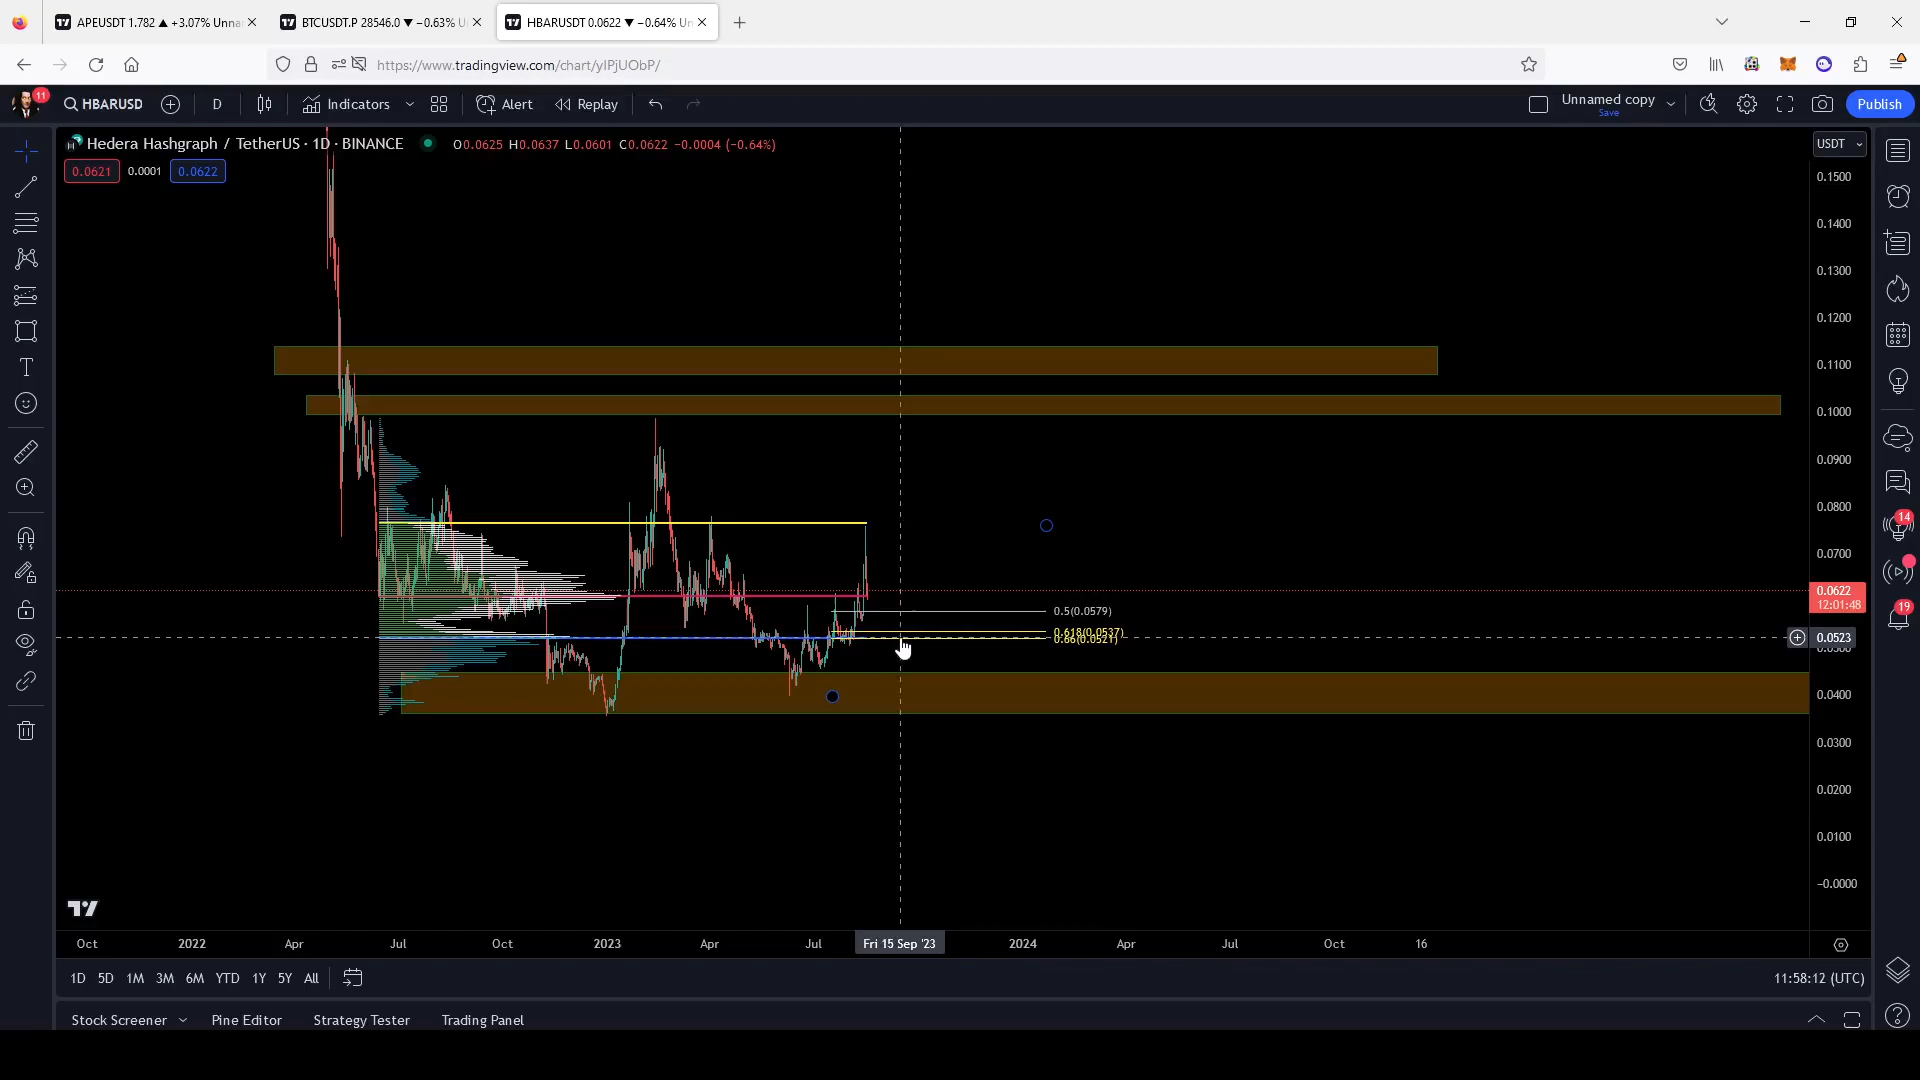 APEUSDT 1.782 ▲ +3.07% Unna
BTCUSDT.P 28546.0 ▼ −0.63% U
HBARUSDT 0.0622 ▼ −0.64% Un
https://www.tradingview.com/chart/yIPjUObP/
11
HBARUSD
D
Indicators
Alert
Replay
Unnamed copy
Save
Publish
Hedera Hashgraph / TetherUS · 1D · BINANCE
O0.0625 H0.0637 L0.0601 C0.0622 −0.0004 (−0.64%)
USDT
0.0621
0.0001
0.0622
0.1500
0.1400
0.1300
0.1200
0.1100
0.1000
0.0900
0.0800
0.0700
0.0622
12:01:48
0.5(0.0579)
0.618(0.0537)
0.66(0.0521)
0.0523
0.0500
0.0400
0.0300
0.0200
0.0100
−0.0000
14
19
Oct
2022
Apr
Jul
Oct
2023
Apr
Jul
Fri 15 Sep '23
2024
Apr
Jul
Oct
16
1D 5D 1M 3M 6M YTD 1Y 5Y All
11:58:12 (UTC)
Stock Screener
Pine Editor
Strategy Tester
Trading Panel